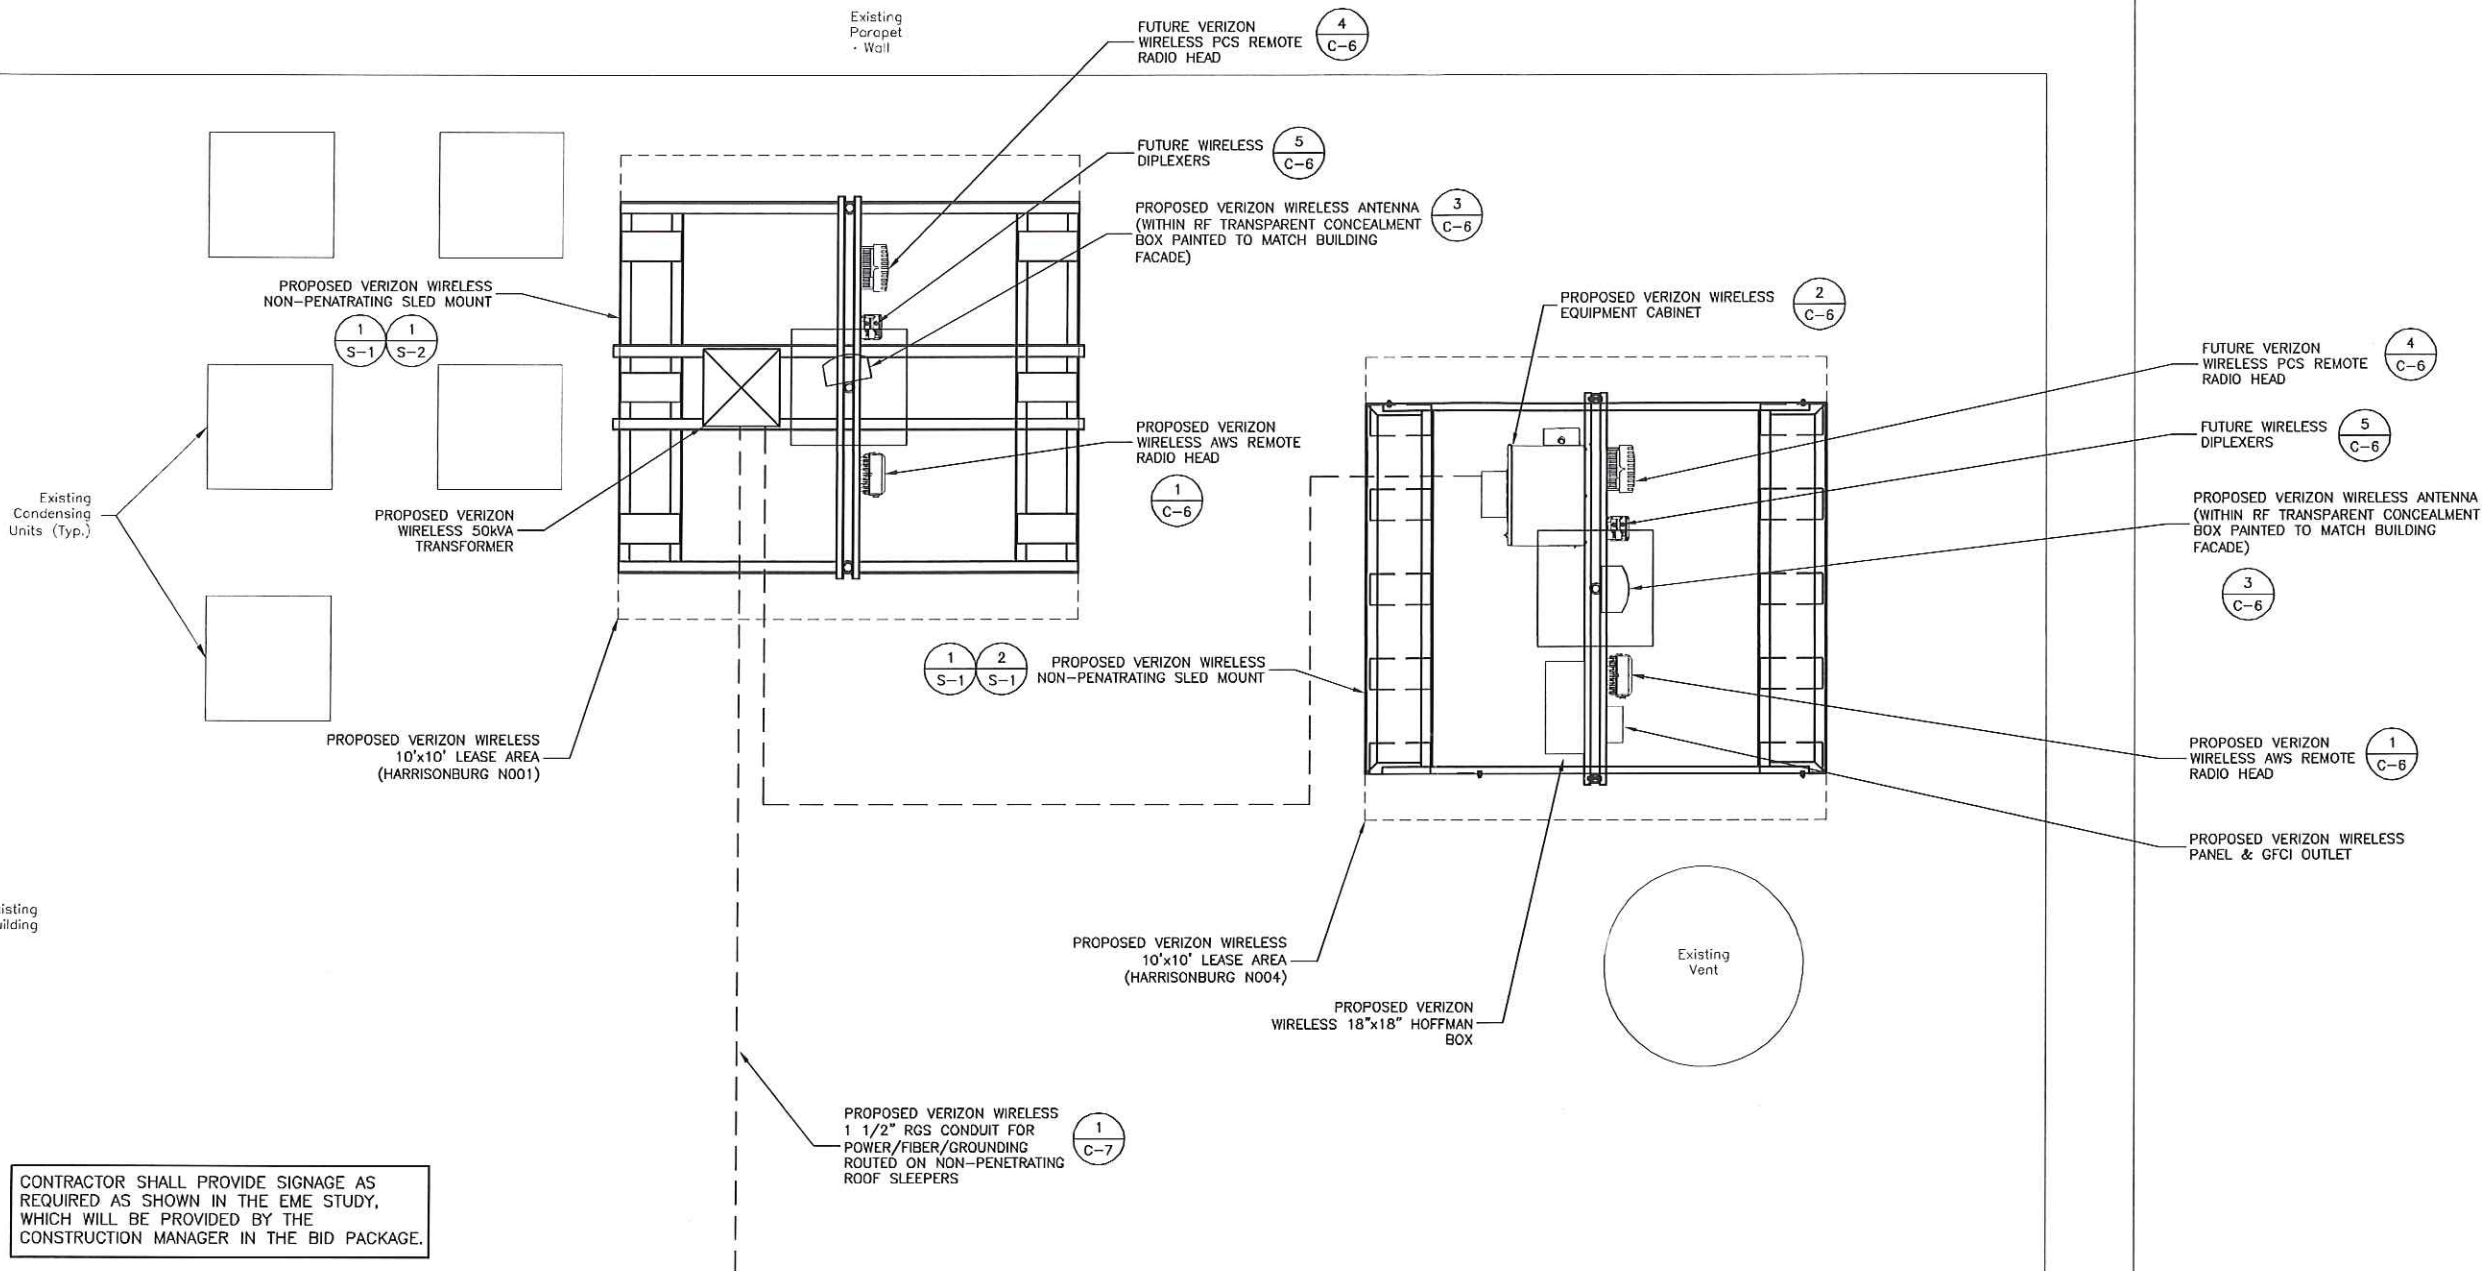 Existing
Parapet
- Wall
FUTURE VERIZON
WIRELESS PCS REMOTE
RADIO HEAD
4
C-6
FUTURE WIRELESS
DIPLEXERS
5
C-6
PROPOSED VERIZON WIRELESS ANTENNA
(WITHIN RF TRANSPARENT CONCEALMENT
BOX PAINTED TO MATCH BUILDING
FACADE)
3
C-6
PROPOSED VERIZON WIRELESS
NON-PENATRATING SLED MOUNT
1
S-1
1
S-2
PROPOSED VERIZON WIRELESS
EQUIPMENT CABINET
2
C-6
FUTURE VERIZON
WIRELESS PCS REMOTE
RADIO HEAD
4
C-6
PROPOSED VERIZON
WIRELESS AWS REMOTE
RADIO HEAD
1
C-6
FUTURE WIRELESS
DIPLEXERS
5
C-6
Existing
Condensing
Units (Typ.)
PROPOSED VERIZON
WIRELESS 50kVA
TRANSFORMER
PROPOSED VERIZON WIRELESS ANTENNA
(WITHIN RF TRANSPARENT CONCEALMENT
BOX PAINTED TO MATCH BUILDING
FACADE)
3
C-6
1
S-1
2
S-1
PROPOSED VERIZON WIRELESS
NON-PENATRATING SLED MOUNT
PROPOSED VERIZON WIRELESS
10'x10' LEASE AREA
(HARRISONBURG N001)
PROPOSED VERIZON
WIRELESS AWS REMOTE
RADIO HEAD
1
C-6
PROPOSED VERIZON WIRELESS
PANEL & GFCI OUTLET
isting
uilding
PROPOSED VERIZON WIRELESS
10'x10' LEASE AREA
(HARRISONBURG N004)
Existing
Vent
PROPOSED VERIZON
WIRELESS 18"x18" HOFFMAN
BOX
PROPOSED VERIZON WIRELESS
1 1/2" RGS CONDUIT FOR
POWER/FIBER/GROUNDING
ROUTED ON NON-PENETRATING
ROOF SLEEPERS
1
C-7
CONTRACTOR SHALL PROVIDE SIGNAGE AS
REQUIRED AS SHOWN IN THE EME STUDY,
WHICH WILL BE PROVIDED BY THE
CONSTRUCTION MANAGER IN THE BID PACKAGE.